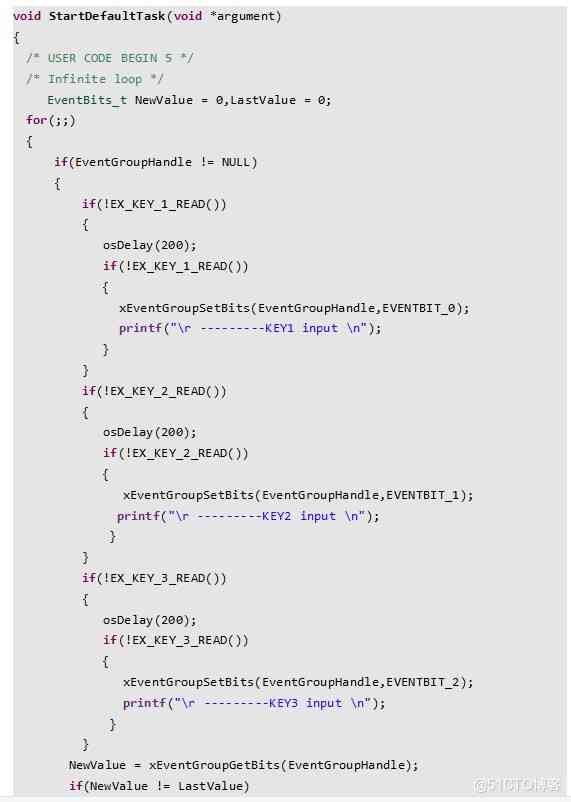 void StartDefaultTask(void *argument)
{
/* USER CODE BEGIN 5 */
/* Infinite loop */
EventBits_t NewValue = 0,LastValue = 0;
for(;;)
{
if(EventGroupHandle != NULL)
{
if(!EX_KEY_1_READ())
{
osDelay(200);
if(!EX_KEY_1_READ())
{
xEventGroupSetBits(EventGroupHandle,EVENTBIT_0);
printf("\r ---------KEY1 input \n");
}
}
if(!EX_KEY_2_READ())
{
osDelay(200);
if(!EX_KEY_2_READ())
{
xEventGroupSetBits(EventGroupHandle,EVENTBIT_1);
printf("\r ---------KEY2 input \n");
}
}
if(!EX_KEY_3_READ())
{
osDelay(200);
if(!EX_KEY_3_READ())
{
xEventGroupSetBits(EventGroupHandle,EVENTBIT_2);
printf("\r ---------KEY3 input \n");
}
}
NewValue = xEventGroupGetBits(EventGroupHandle);
if(NewValue != LastValue)
@51CTO博客